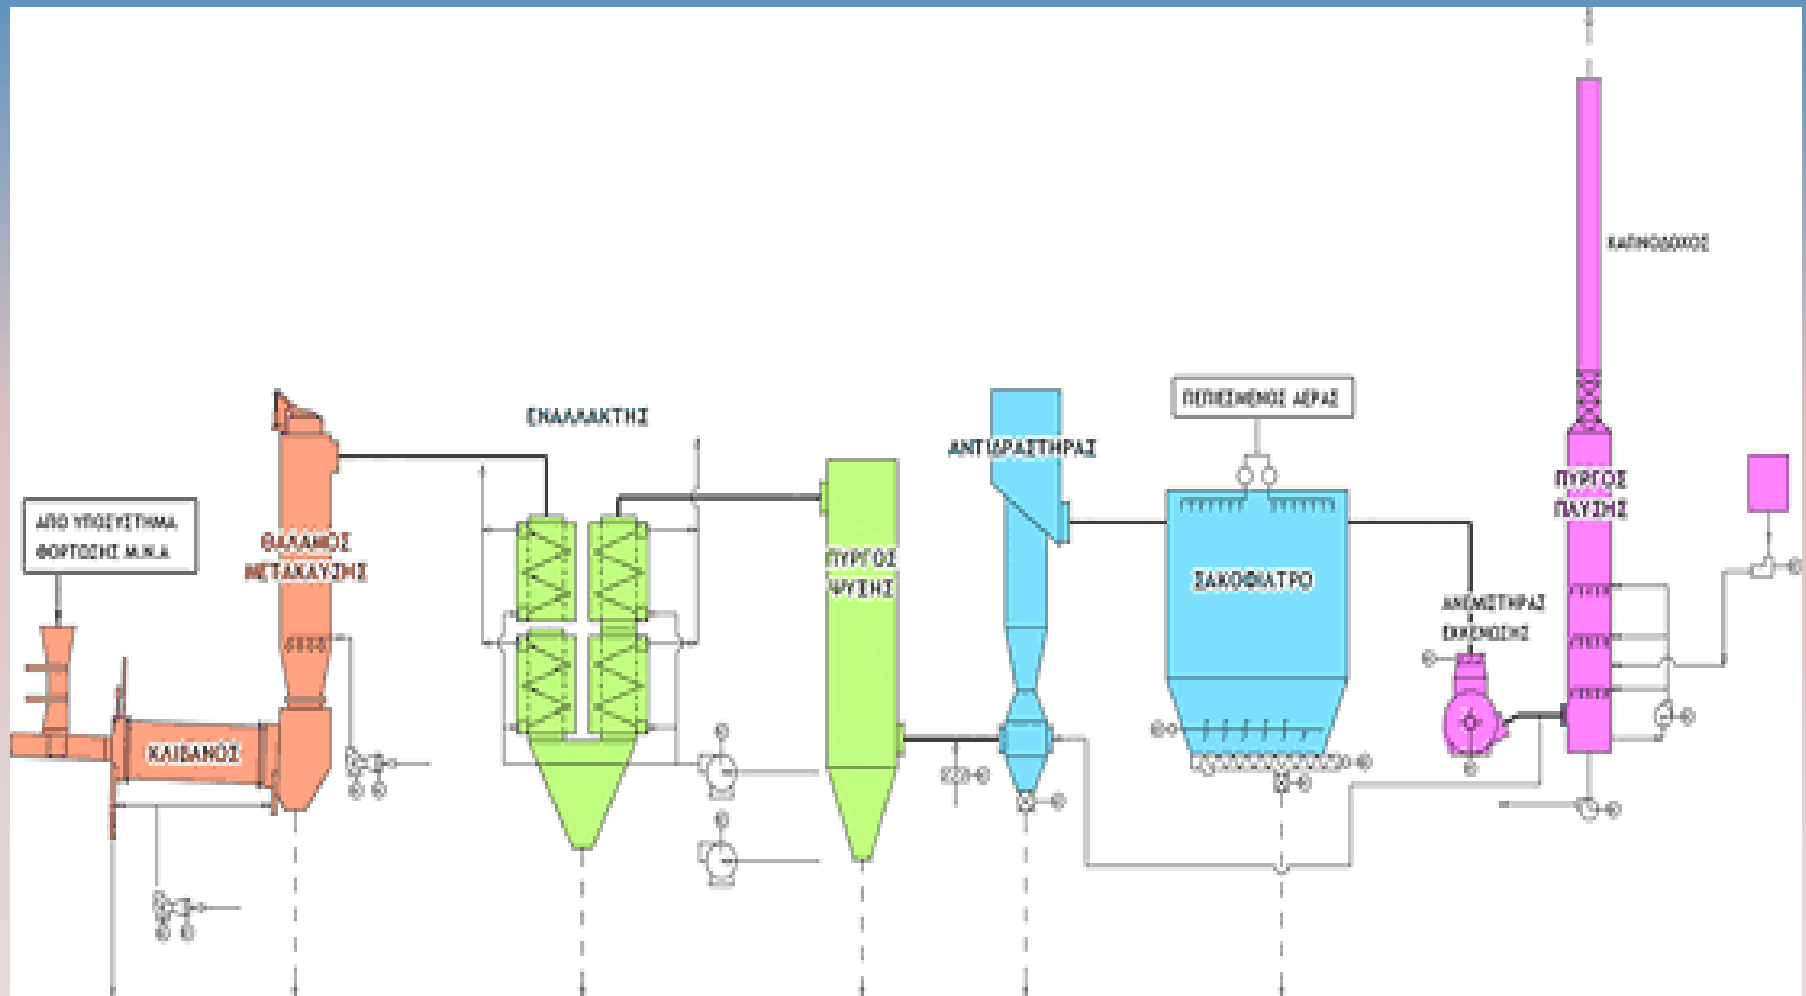 ΚΑΠΝΟΔΟΧΟΣ
ΠΕΠΙΕΣΜΕΝΟΣ ΑΕΡΑΣ
ΕΝΑΛΛΑΚΤΗΣ
ΑΝΤΙΔΡΑΣΤΗΡΑΣ
ΠΥΡΓΟΣ
ΠΛΥΣΗΣ
ΑΠΟ ΥΠΟΣΥΣΤΗΜΑ
ΦΟΡΤΩΣΗΣ Μ.Ν.Α.
ΘΑΛΑΜΟΣ
ΜΕΤΑΚΑΥΣΗΣ
ΠΥΡΓΟΣ
ΨΥΞΗΣ
ΣΑΚΟΦΙΛΤΡΟ
ΑΝΕΜΙΣΤΗΡΑΣ
ΕΚΚΕΝΩΣΗΣ
ΚΛΙΒΑΝΟΣ